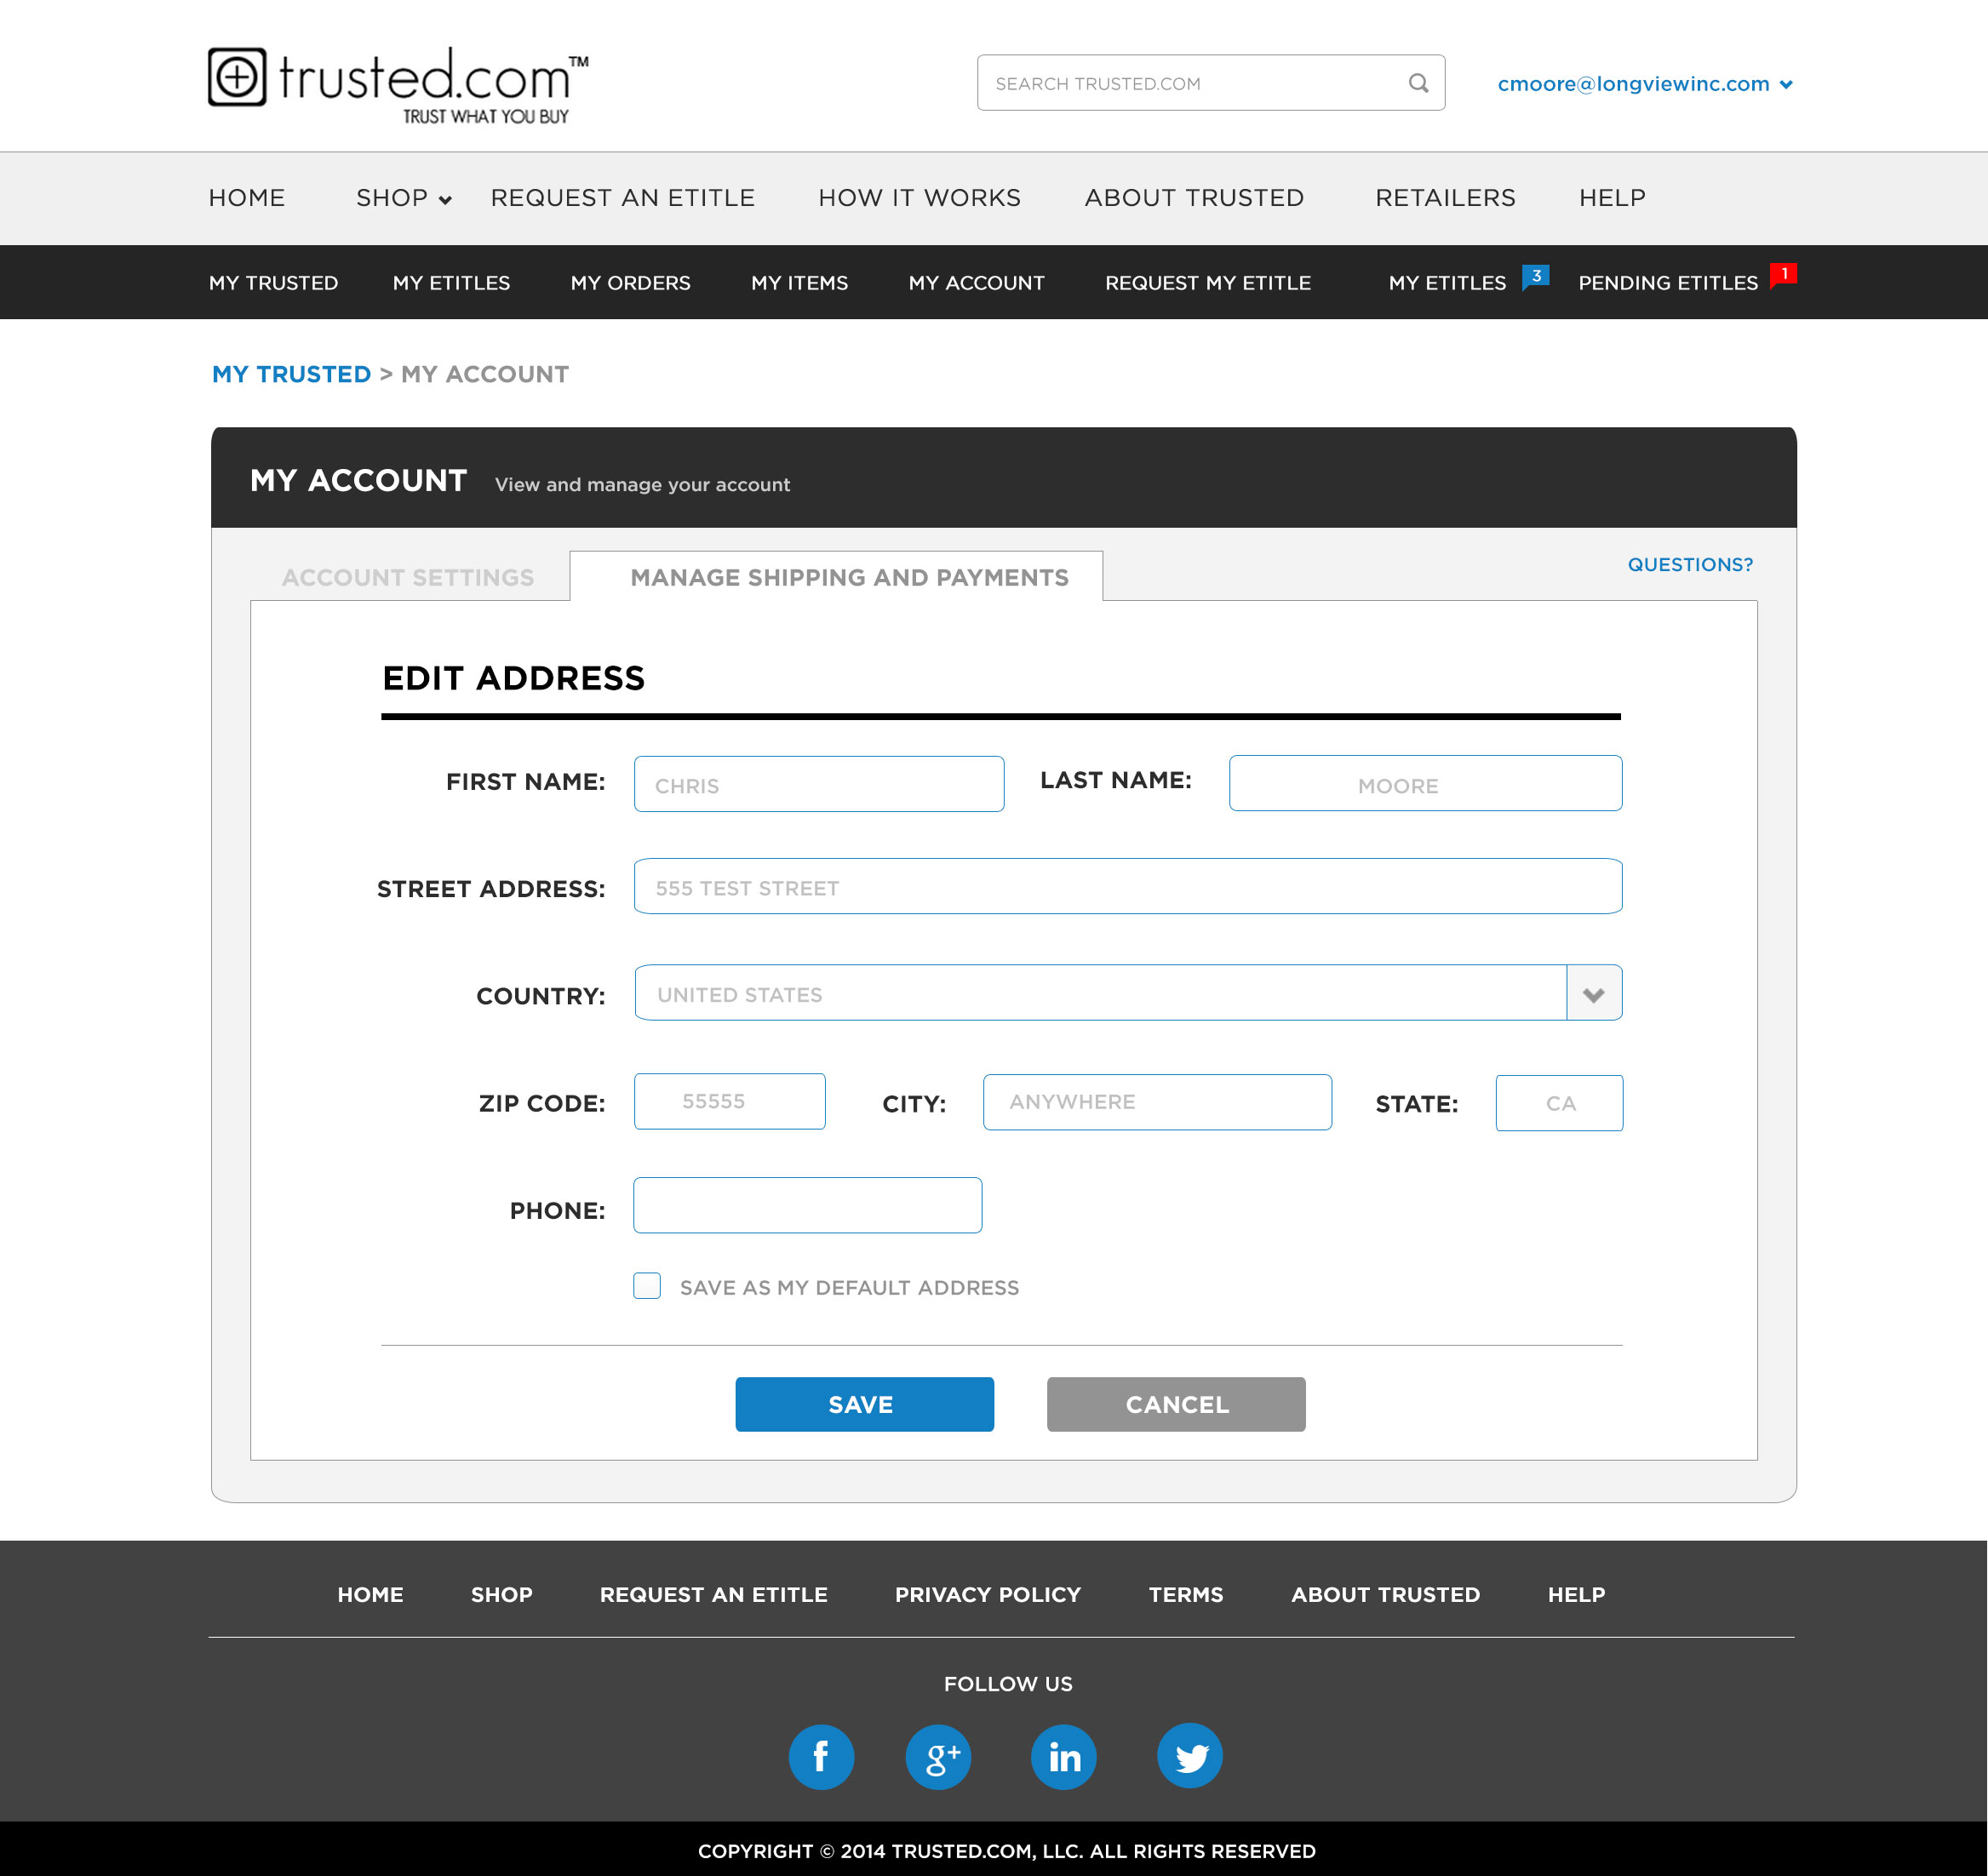 trusted.com™
TRUST WHAT YOU BUY
SEARCH TRUSTED.COM
cmoore@longviewinc.com
HOME SHOP REQUEST AN ETITLE HOW IT WORKS ABOUT TRUSTED RETAILERS HELP
MY TRUSTED MY ETITLES MY ORDERS MY ITEMS MY ACCOUNT REQUEST MY ETITLE MY ETITLES 3 PENDING ETITLES 1
MY TRUSTED > MY ACCOUNT
MY ACCOUNT View and manage your account
QUESTIONS?
ACCOUNT SETTINGS MANAGE SHIPPING AND PAYMENTS
EDIT ADDRESS
FIRST NAME: CHRIS LAST NAME: MOORE
STREET ADDRESS: 555 TEST STREET
COUNTRY: UNITED STATES
ZIP CODE: 55555 CITY: ANYWHERE STATE: CA
PHONE:
SAVE AS MY DEFAULT ADDRESS
SAVE CANCEL
HOME SHOP REQUEST AN ETITLE PRIVACY POLICY TERMS ABOUT TRUSTED HELP
FOLLOW US
f g+ in
COPYRIGHT © 2014 TRUSTED.COM, LLC. ALL RIGHTS RESERVED